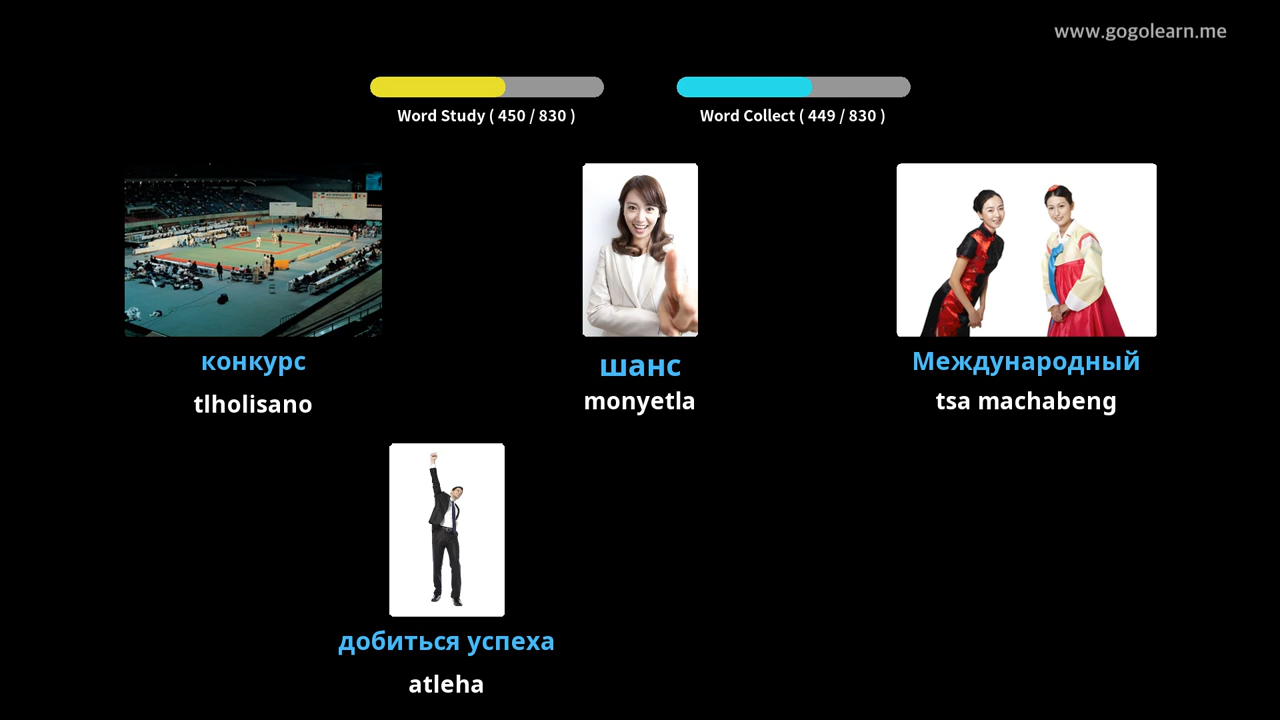 www.gogolearn.me
Word Study ( 450 / 830 )
Word Collect ( 449 / 830 )
конкурс
tlholisano
шанс
monyetla
Международный
tsa machabeng
добиться успеха
atleha